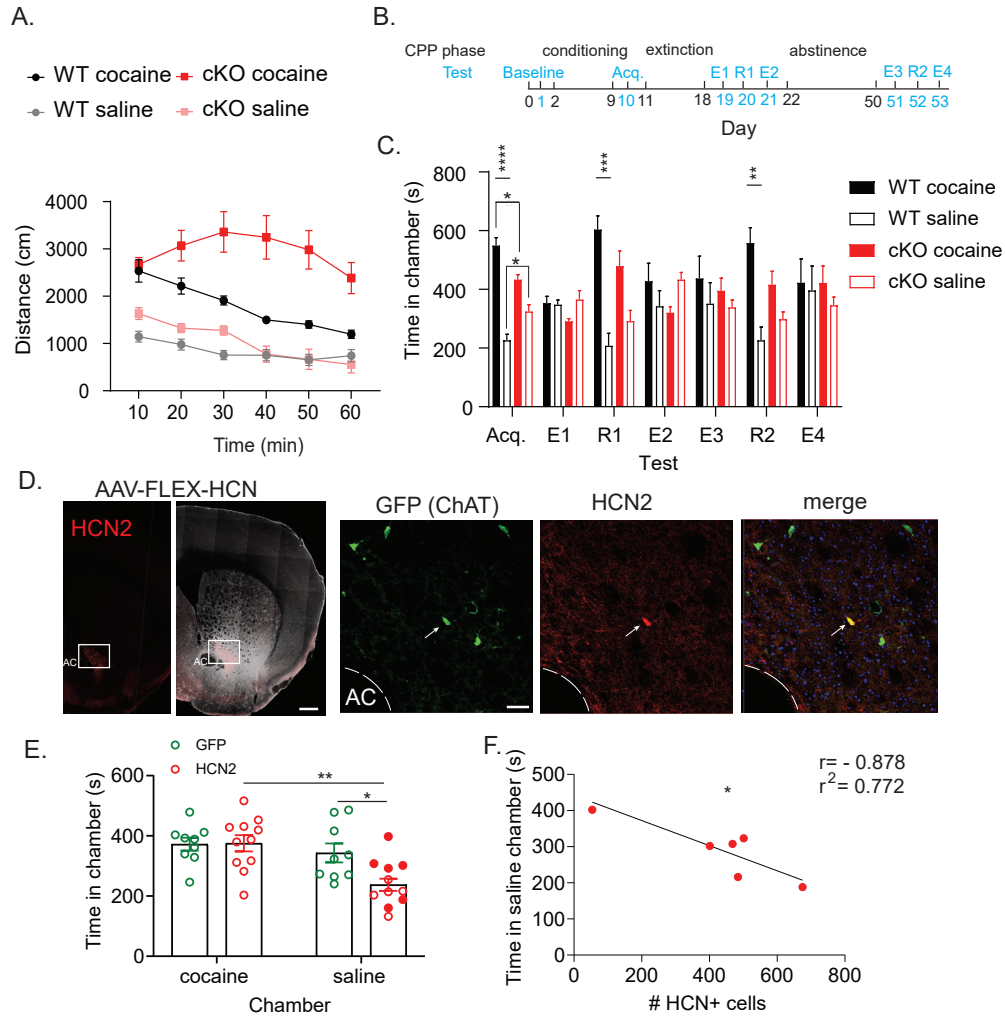 A.
WT cocaine
cKO cocaine
WT saline
cKO saline
4000
3000
2000
1000
0
Distance (cm)
10 20 30 40 50 60
Time (min)
B.
CPP phase conditioning extinction abstinence
Test Baseline Acq. E1 R1 E2 E3 R2 E4
0 1 2 9 10 11 18 19 20 21 22 50 51 52 53
Day
C.
800
600
400
200
0
Time in chamber (s)
**** *** **
*
*
Acq. E1 R1 E2 E3 R2 E4
Test
WT cocaine
WT saline
cKO cocaine
cKO saline
D.
AAV-FLEX-HCN
HCN2
AC
AC
GFP (ChAT) HCN2 merge
AC
E.
GFP
HCN2
600
400
200
0
Time in chamber (s)
**
*
cocaine saline
Chamber
F.
r= - 0.878
r2= 0.772
*
500
400
300
200
100
0
Time in saline chamber (s)
0 200 400 600 800
# HCN+ cells